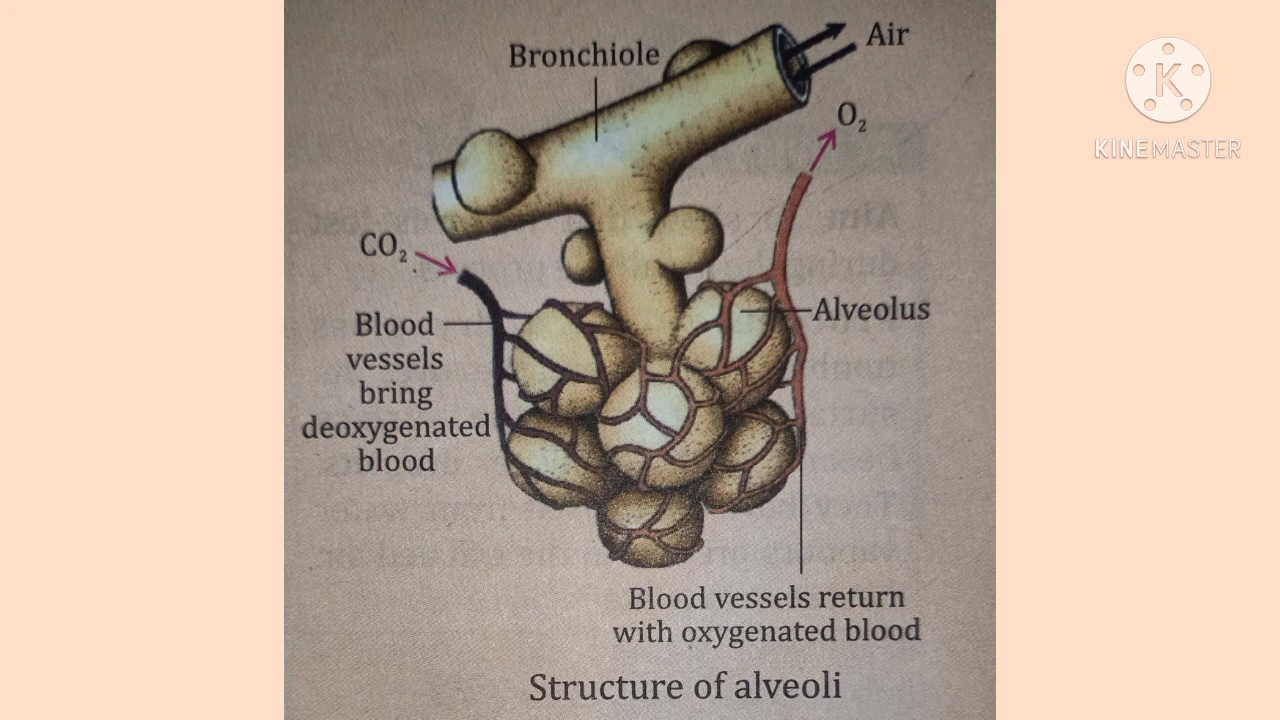 Bronchiole
Air
O₂
CO₂
Alveolus
Blood
vessels
bring
deoxygenated
blood
Blood vessels return
with oxygenated blood
Structure of alveoli
KINEMASTER